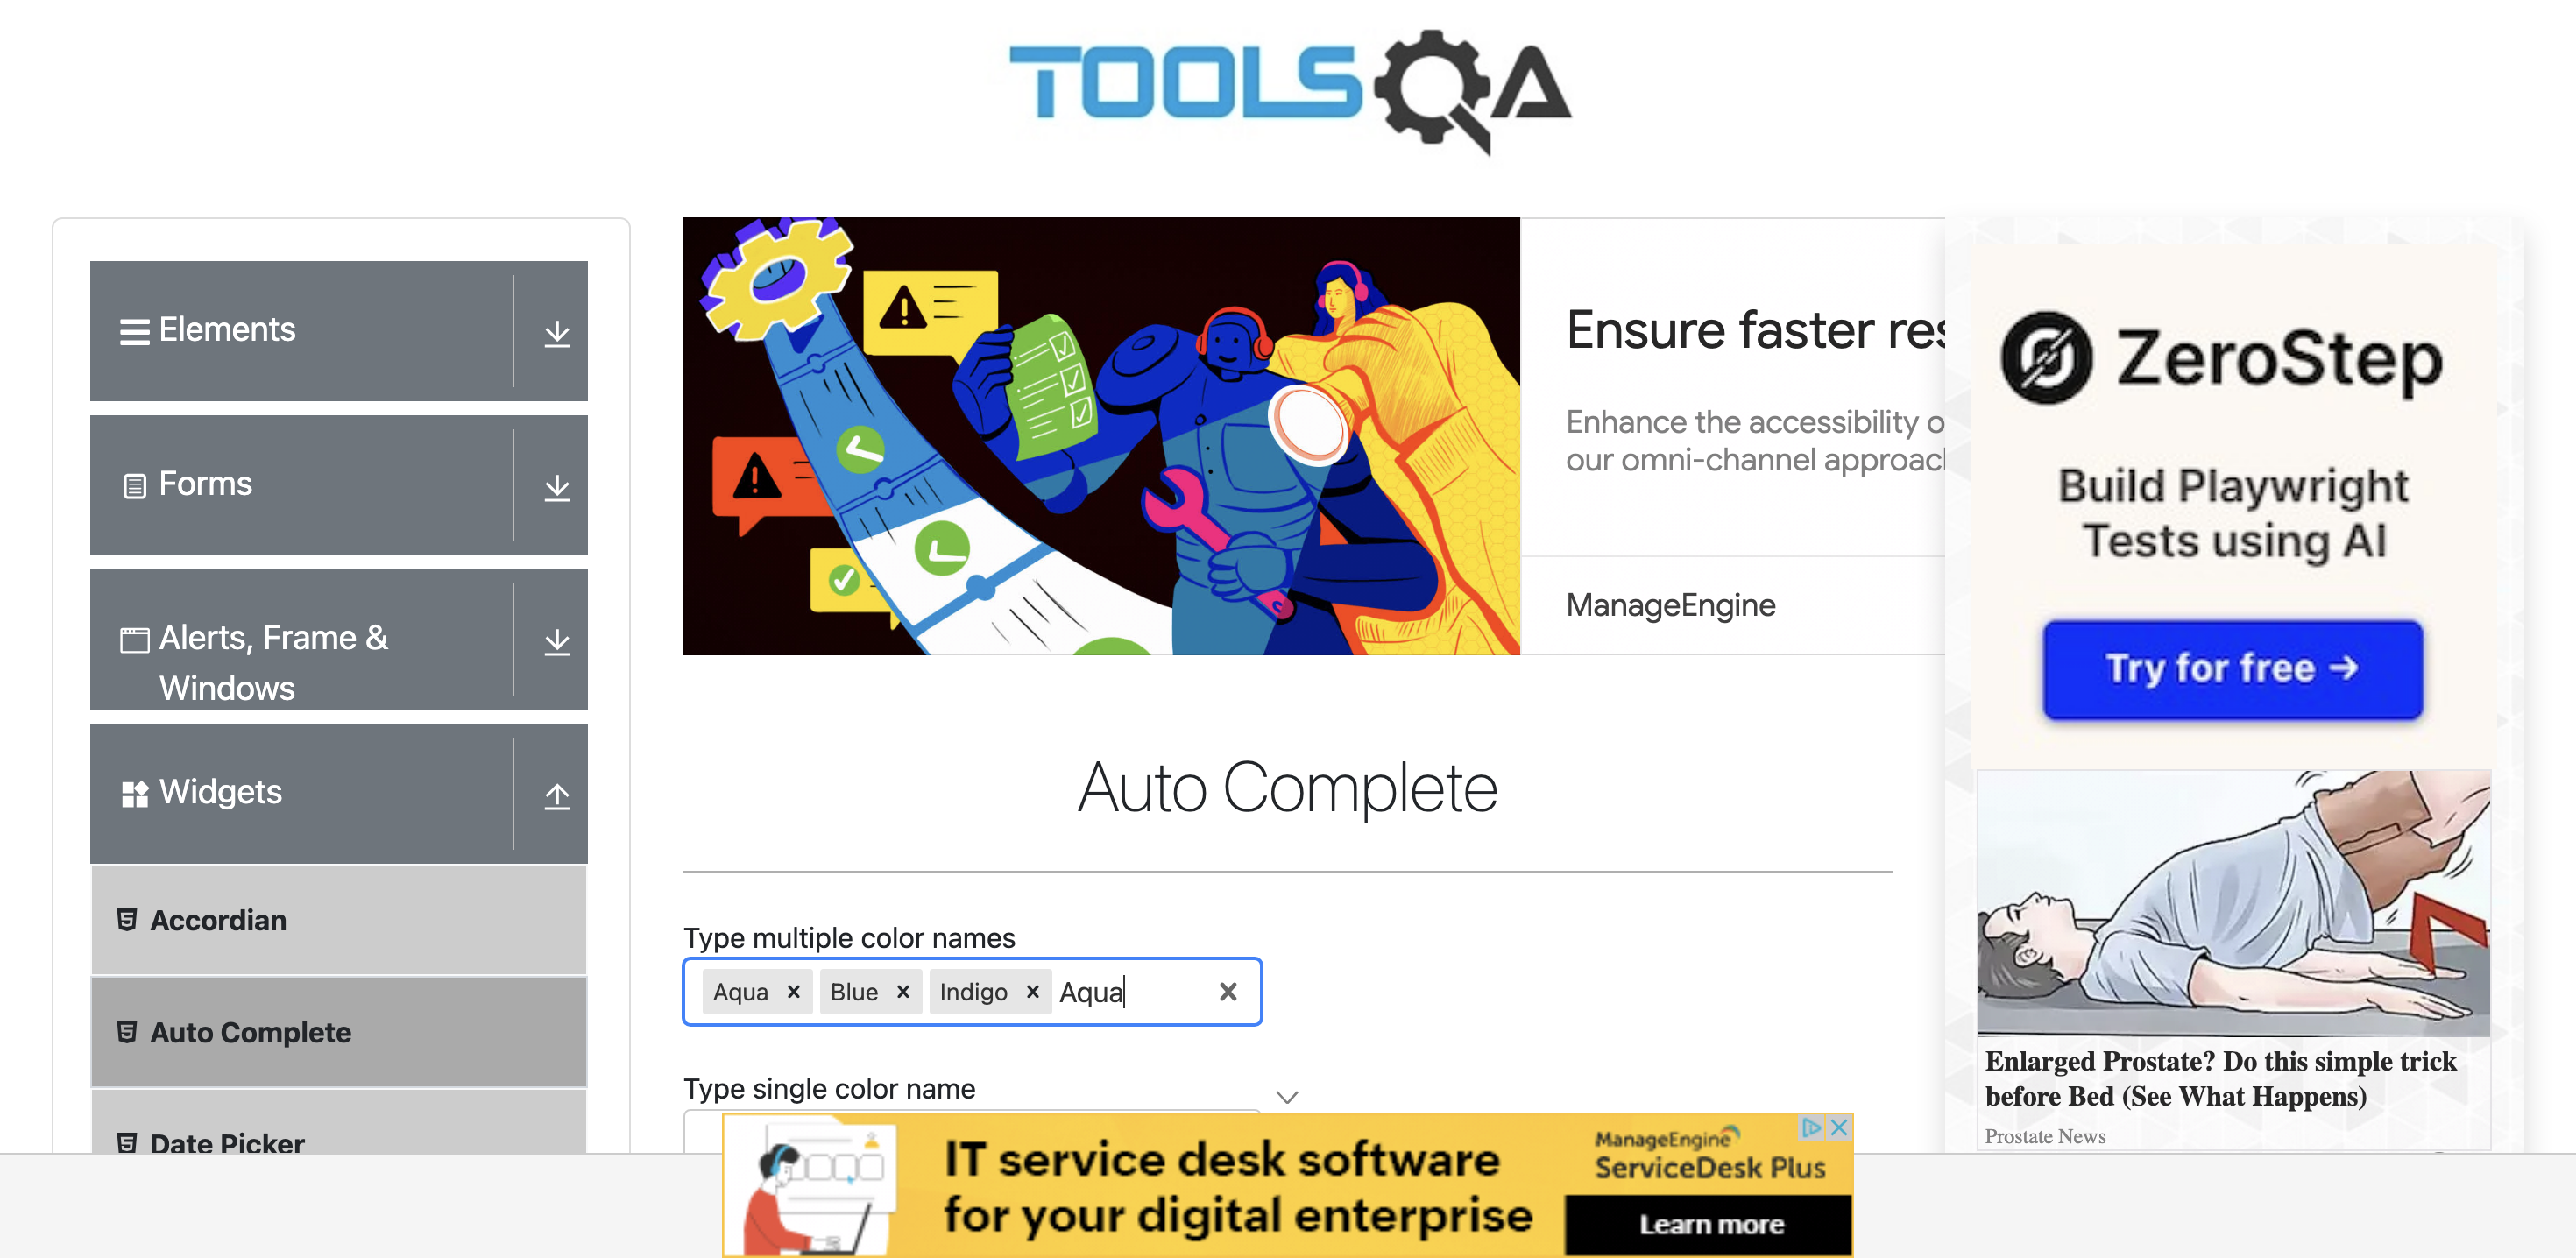 TOOLSQA
Elements
Forms
Alerts, Frame &
Windows
Widgets
Accordian
Auto Complete
Date Picker
Ensure faster res
Enhance the accessibility o
our omni-channel approac
ManageEngine
Auto Complete
Type multiple color names
Aqua × Blue × Indigo × Aqua ×
Type single color name
ZeroStep
Build Playwright
Tests using AI
Try for free →
Enlarged Prostate? Do this simple trick
before Bed (See What Happens)
Prostate News
IT service desk software
for your digital enterprise
ManageEngine
ServiceDesk Plus
Learn more